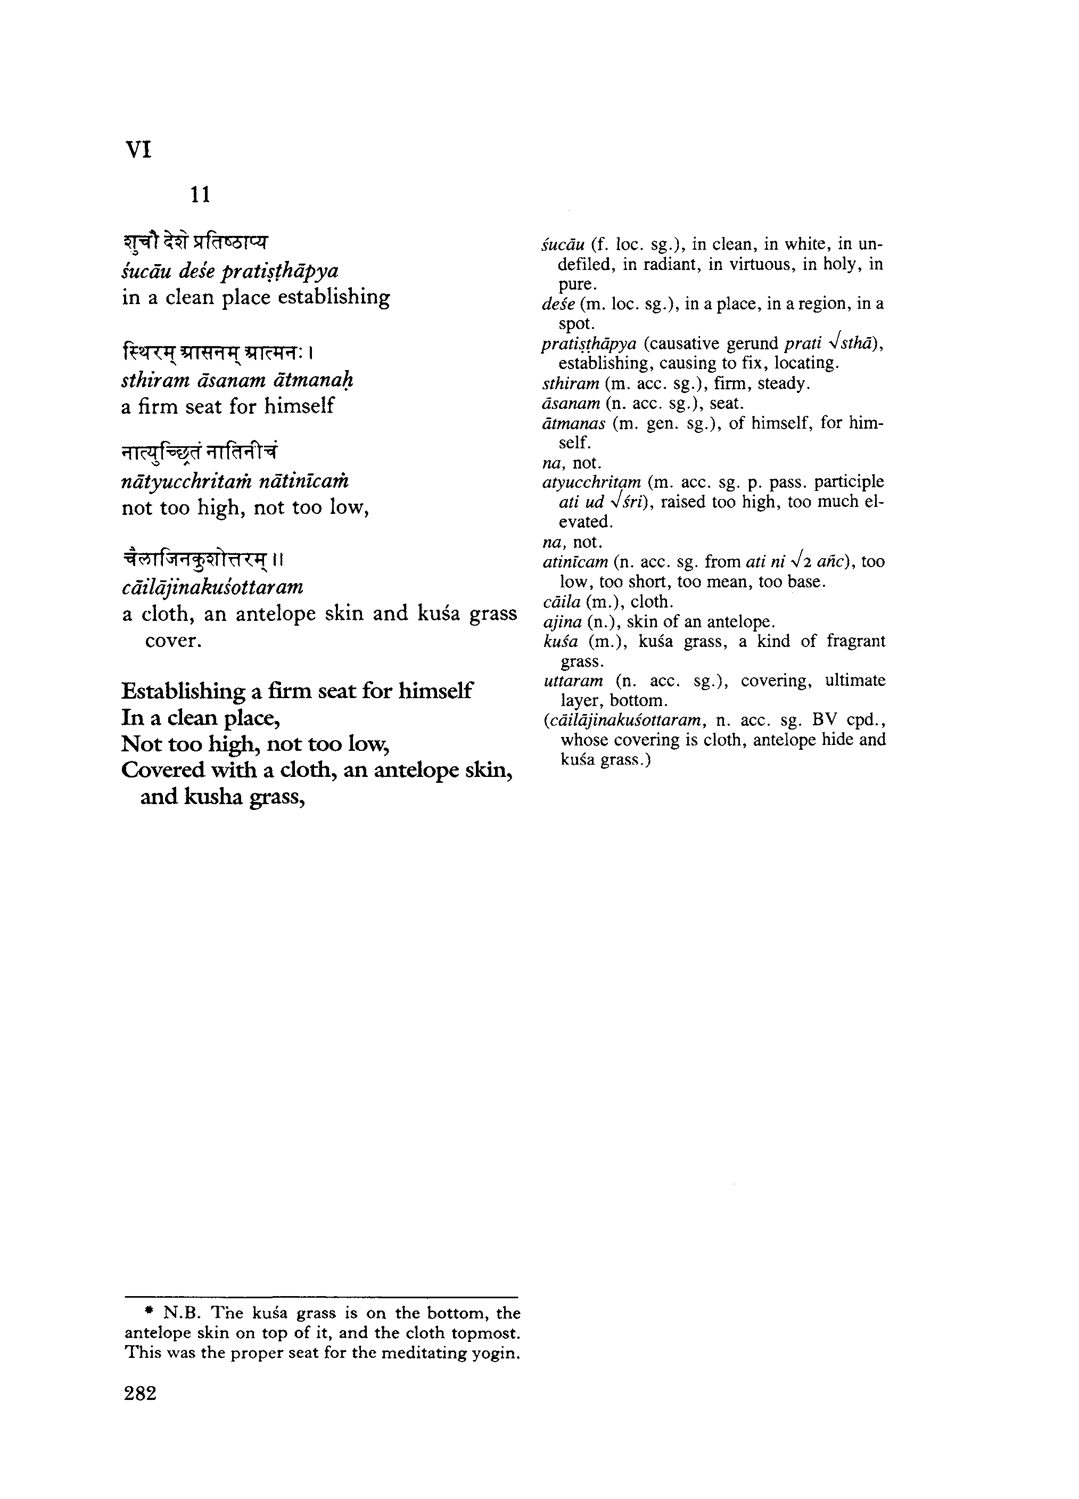 VI
11
शुचौ देशे प्रतिष्ठाप्य
śucāu deśe pratiṣṭhāpya
in a clean place establishing
स्थिरम् आसनम् आत्मनः।
sthiram āsanam ātmanaḥ
a firm seat for himself
नात्युच्छ्रितं नातिनीचं
nātyucchritaṁ nātinīcaṁ
not too high, not too low,
चैलाजिनकुशोत्तरम्॥
cāilājinakuśottaram
a cloth, an antelope skin and kuśa grass
cover.
Establishing a firm seat for himself
In a clean place,
Not too high, not too low,
Covered with a cloth, an antelope skin,
and kusha grass,
śucāu (f. loc. sg.), in clean, in white, in un-
defiled, in radiant, in virtuous, in holy, in
pure.
deśe (m. loc. sg.), in a place, in a region, in a
spot.
pratiṣṭhāpya (causative gerund prati √sthā),
establishing, causing to fix, locating.
sthiram (m. acc. sg.), firm, steady.
āsanam (n. acc. sg.), seat.
ātmanas (m. gen. sg.), of himself, for him-
self.
na, not.
atyucchritam (m. acc. sg. p. pass. participle
ati ud √śri), raised too high, too much el-
evated.
na, not.
atinīcam (n. acc. sg. from ati ni √2 añc), too
low, too short, too mean, too base.
cāila (m.), cloth.
ajina (n.), skin of an antelope.
kuśa (m.), kuśa grass, a kind of fragrant
grass.
uttaram (n. acc. sg.), covering, ultimate
layer, bottom.
(cāilājinakuśottaram, n. acc. sg. BV cpd.,
whose covering is cloth, antelope hide and
kuśa grass.)
* N.B. The kuśa grass is on the bottom, the
antelope skin on top of it, and the cloth topmost.
This was the proper seat for the meditating yogin.
282